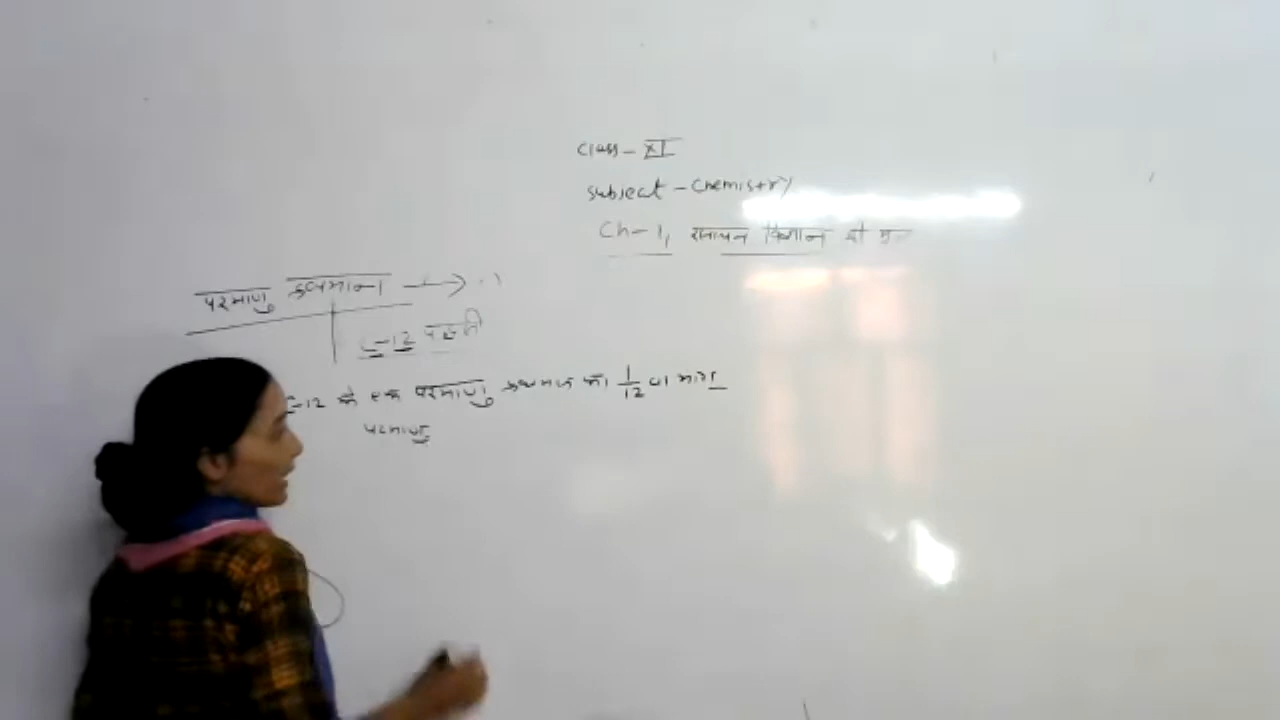 Class - XI
Subject - Chemistry
Ch-1, रसायन विज्ञान की
परमाणु द्रव्यमान →
C-12 पद्धती
C-12 के एक परमाणु द्रव्यमान का 1/12 वा भाग
परमाणु